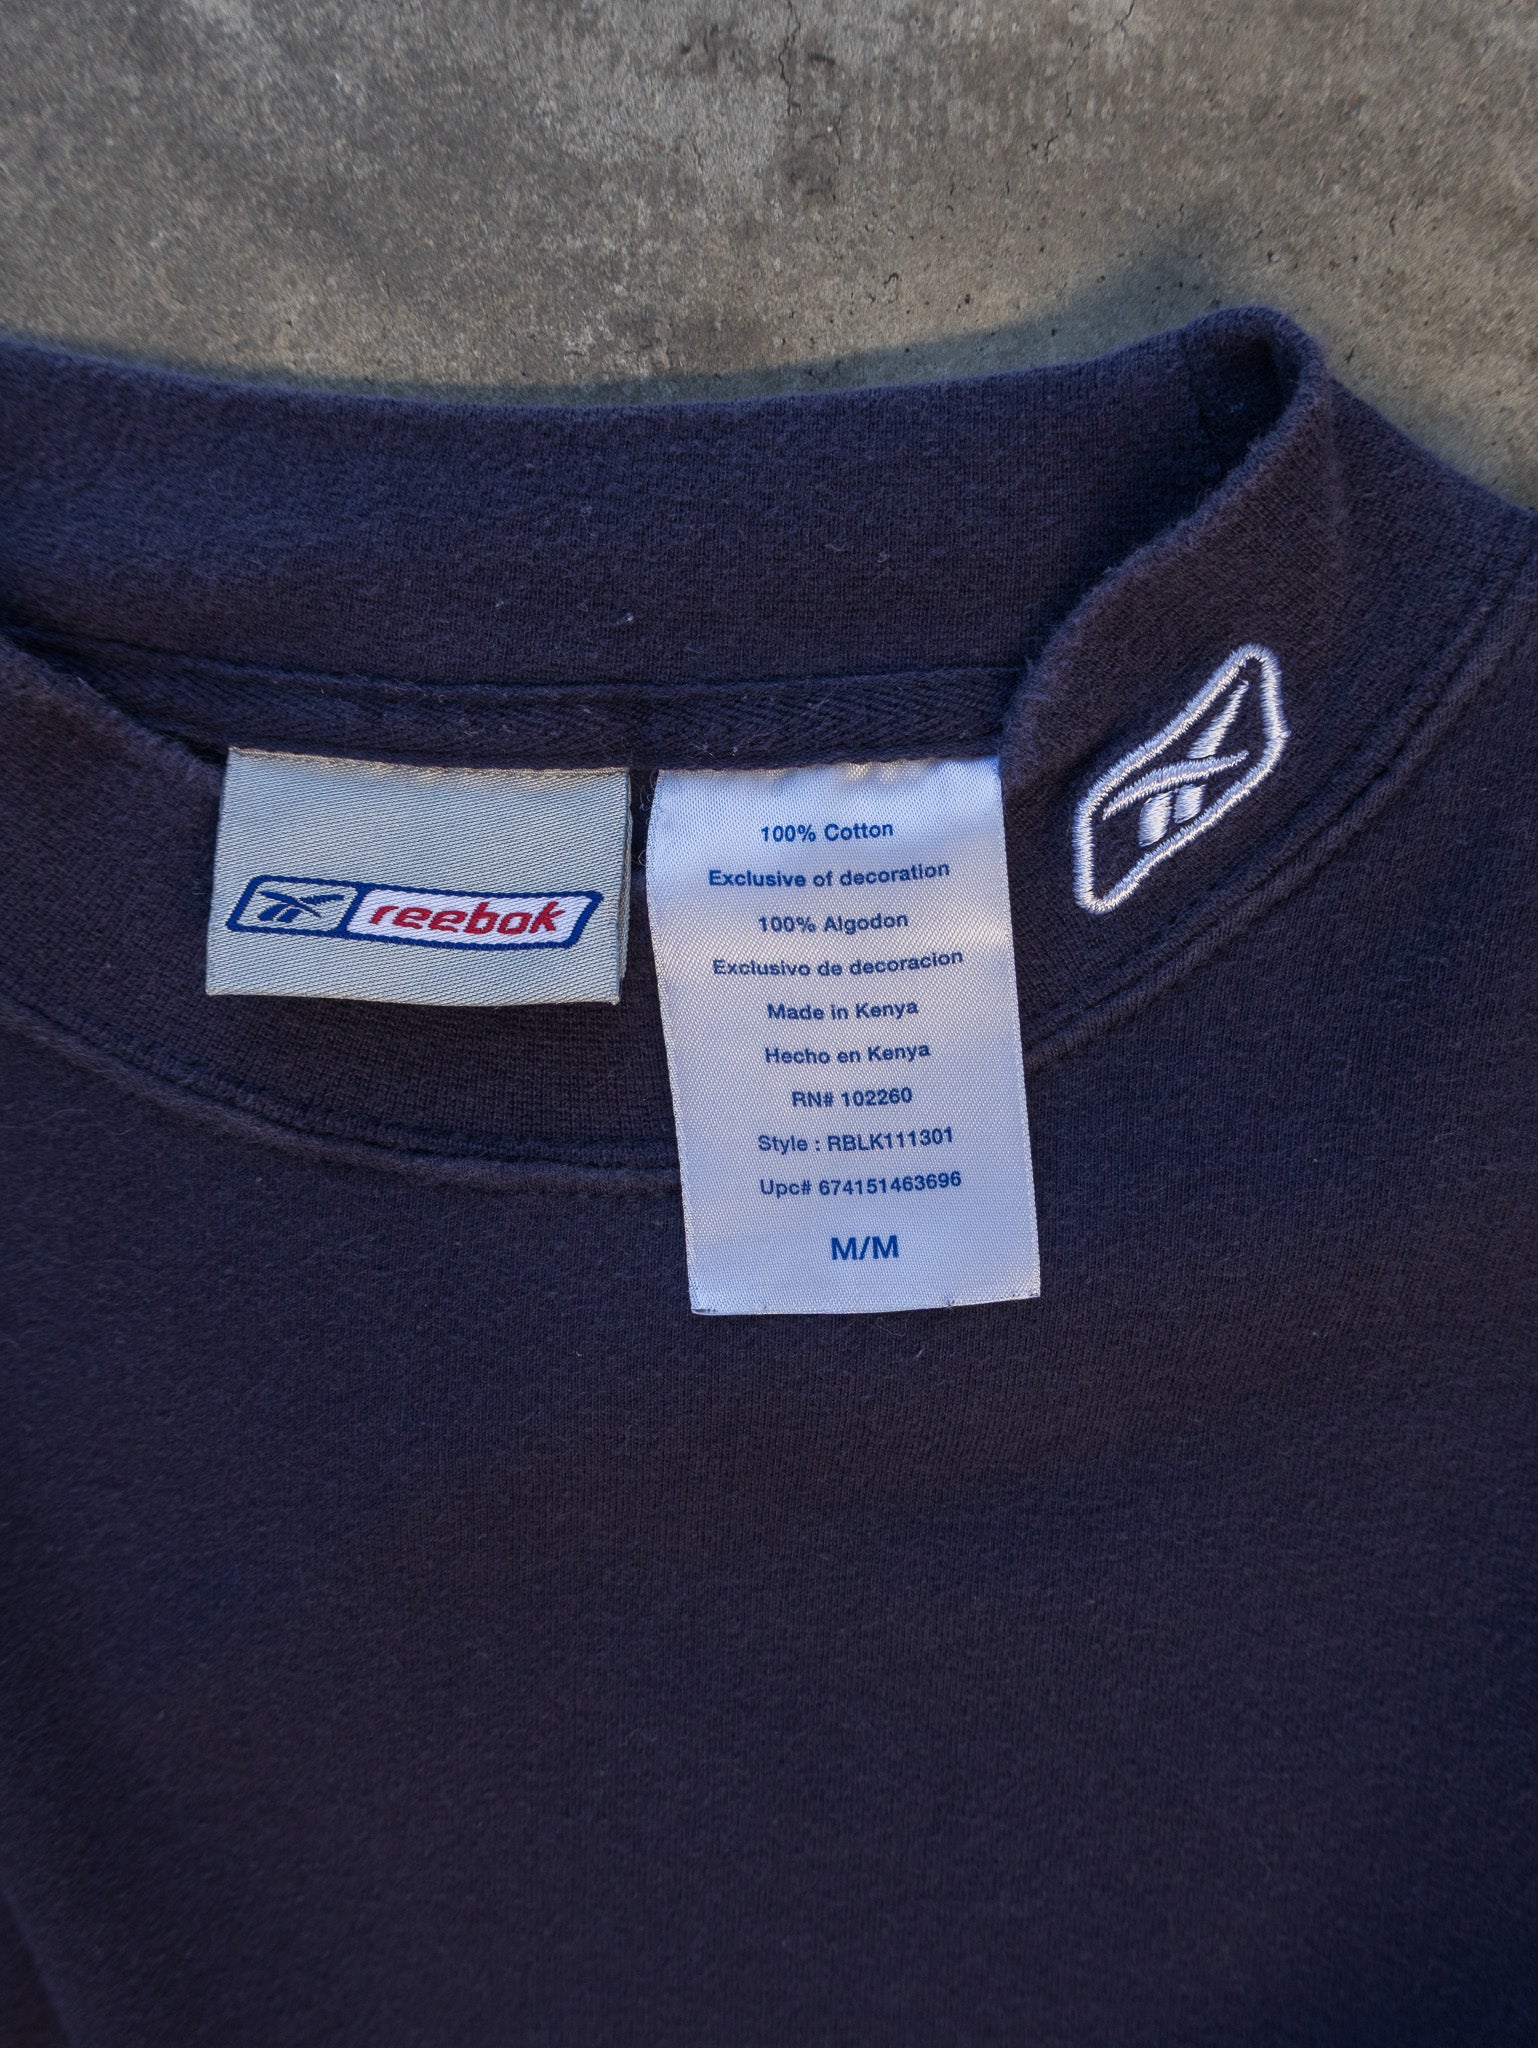 reebok
100% Cotton
Exclusive of decoration
100% Algodon
Exclusivo de decoracion
Made in Kenya
Hecho en Kenya
RN# 102260
Style : RBLK111301
Upc# 674151463696
M/M